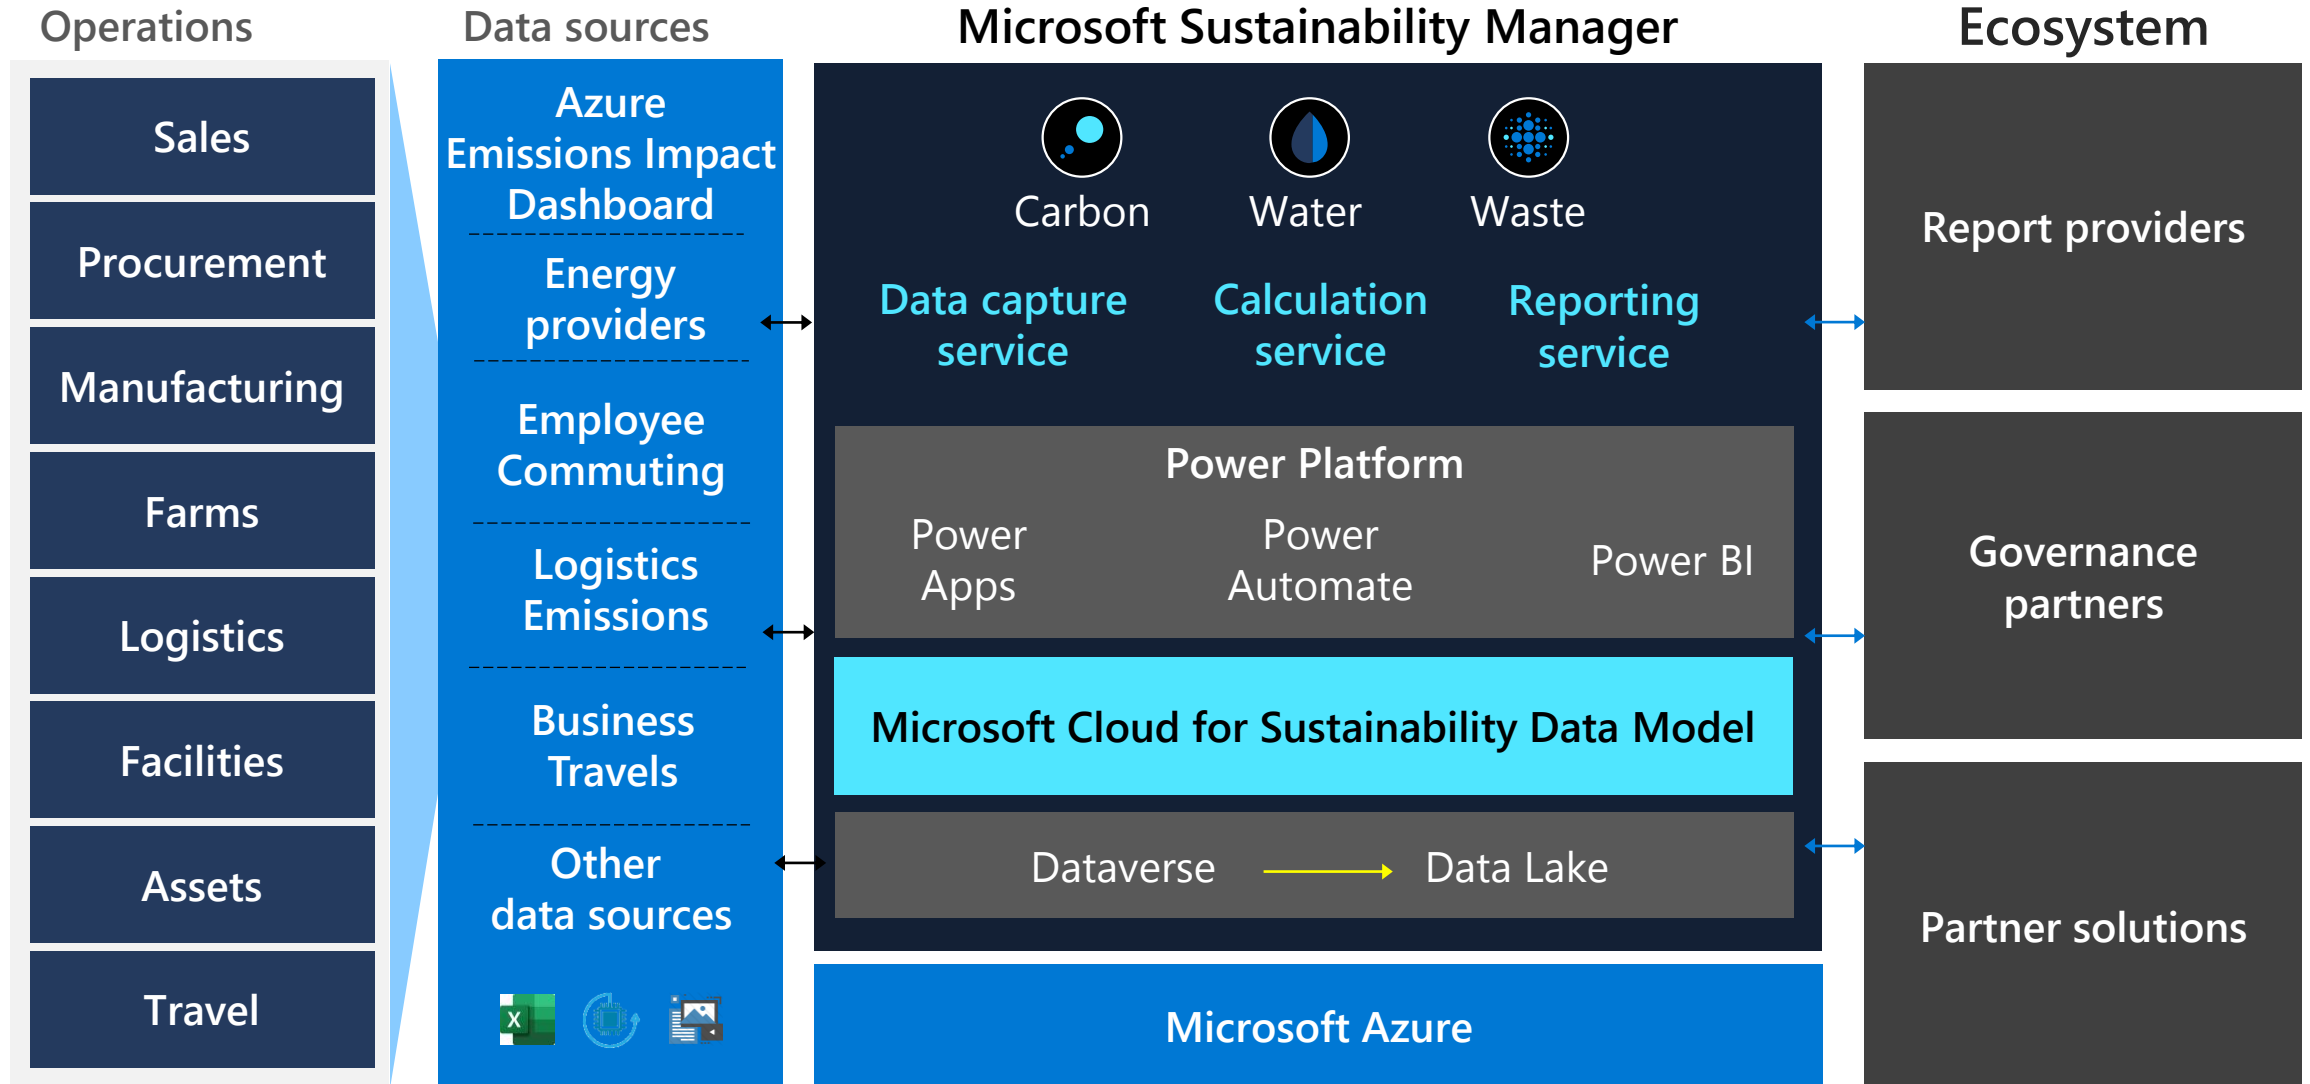 Operations
Sales
Procurement
Manufacturing
Farms
Logistics
Facilities
Assets
Travel
Data sources
Azure
Emissions Impact
Dashboard
Energy
providers
Employee
Commuting
Logistics
Emissions
Business
Travels
Other
data sources
X
Microsoft Sustainability Manager
Carbon
Water
Waste
Data capture
service
Calculation
service
Reporting
service
Power Platform
Power
Apps
Power
Automate
Power BI
Microsoft Cloud for Sustainability Data Model
Dataverse
Data Lake
Microsoft Azure
Ecosystem
Report providers
Governance
partners
Partner solutions